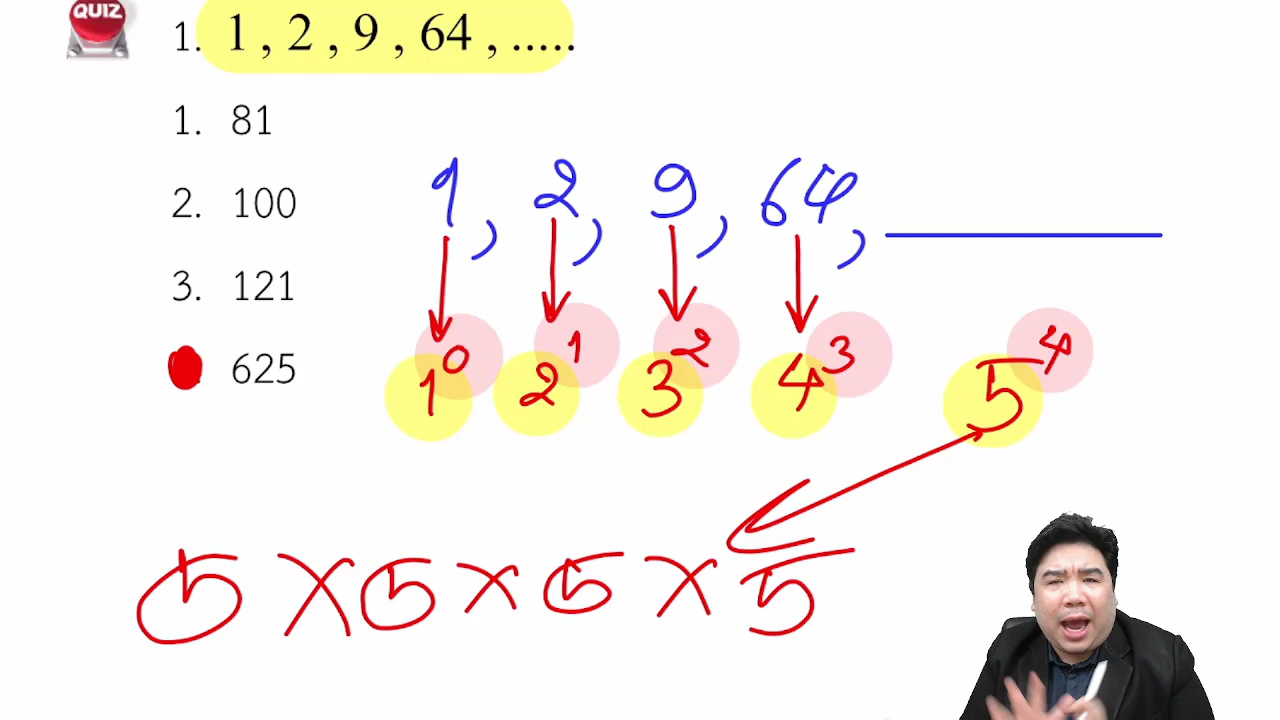 QUIZ
1. 1 , 2 , 9 , 64 , .....
1. 81
2. 100
3. 121
625
1, 2, 9, 64, ______
1⁰ 2¹ 3² 4³ 5⁴
5 × 5 × 5 × 5